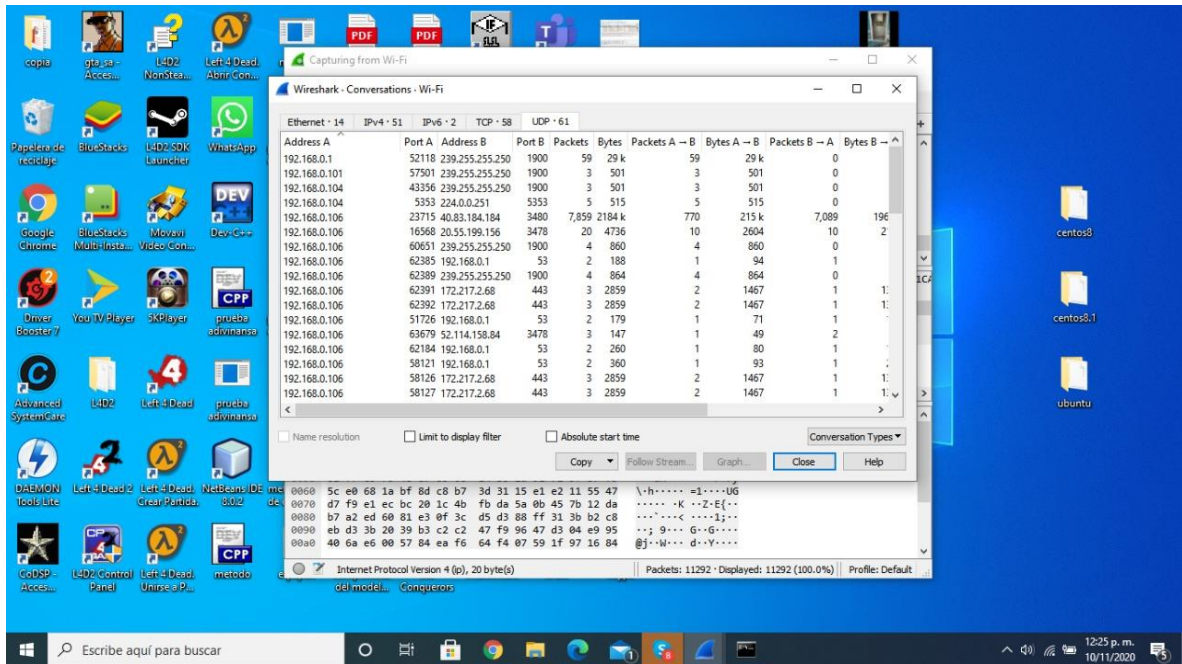 PDF
PDF
copia
gta_sa -
Acces...
L4D2
NonStea...
Left 4 Dead.
Abrir Con...
Capturing from Wi-Fi
Wireshark · Conversations · Wi-Fi
Ethernet · 14 IPv4 · 51 IPv6 · 2 TCP · 58 UDP · 61
Address A Port A Address B Port B Packets Bytes Packets A → B Bytes A → B Packets B → A Bytes B →
192.168.0.1 52118 239.255.255.250 1900 59 29 k 59 29 k 0
192.168.0.101 57501 239.255.255.250 1900 3 501 3 501 0
192.168.0.104 43356 239.255.255.250 1900 3 501 3 501 0
192.168.0.104 5353 224.0.0.251 5353 5 515 5 515 0
192.168.0.106 23715 40.83.184.184 3480 7,859 2184 k 770 215 k 7,089 196
192.168.0.106 16568 20.55.199.156 3478 20 4736 10 2604 10 2
192.168.0.106 60651 239.255.255.250 1900 4 860 4 860 0
192.168.0.106 62385 192.168.0.1 53 2 188 1 94 1
192.168.0.106 62389 239.255.255.250 1900 4 864 4 864 0
192.168.0.106 62391 172.217.2.68 443 3 2859 2 1467 1 1
192.168.0.106 62392 172.217.2.68 443 3 2859 2 1467 1 1
192.168.0.106 51726 192.168.0.1 53 2 179 1 71 1
192.168.0.106 63679 52.114.158.84 3478 3 147 1 49 2
192.168.0.106 62184 192.168.0.1 53 2 260 1 80 1
192.168.0.106 58121 192.168.0.1 53 2 360 1 93 1
192.168.0.106 58126 172.217.2.68 443 3 2859 2 1467 1 1
192.168.0.106 58127 172.217.2.68 443 3 2859 2 1467 1 1
Name resolution Limit to display filter Absolute start time Conversation Types
Copy Follow Stream... Graph... Close Help
Papelera de
reciclaje
BlueStacks
L4D2 SDK
Launcher
WhatsApp
Google
Chrome
BlueStacks
Multi-Insta...
Movavi
Video Con...
DEV
C++
Dev-C++
Driver
Booster 7
You TV Player
5KPlayer
CPP
prueba
adivinansa
Advanced
SystemCare
L4D2
Left 4 Dead
prueba
adivinansa
DAEMON
Tools Lite
Left 4 Dead 2
Left 4 Dead.
Crear Partida.
NetBeans IDE
8.0.2
CoDSP -
Acces...
L4D2 Control
Panel
Left 4 Dead.
Unirse a P...
CPP
metodo
0060 5c e0 68 1a bf 8d c8 b7 3d 31 15 e1 e2 11 55 47 \·h····· =1····UG
0070 d7 f9 e1 ec bc 20 1c 4b fb da 5a 0b 45 7b 12 da ····· ·K ··Z·E{··
0080 b7 a2 ed 60 81 e3 0f 3c d5 d3 88 ff 31 3b b2 c8 ···`···< ····1;··
0090 eb d3 3b 20 39 b3 c2 c2 47 f9 96 47 d3 04 e9 95 ··; 9··· G··G····
00a0 40 6a e6 00 57 84 ea f6 64 f4 07 59 1f 97 16 84 @j··W··· d··Y····
Internet Protocol Version 4 (ip), 20 byte(s) Packets: 11292 · Displayed: 11292 (100.0%) Profile: Default
del model... Conquerors
centos8
centos8.1
ubuntu
Escribe aquí para buscar
12:25 p. m.
10/11/2020